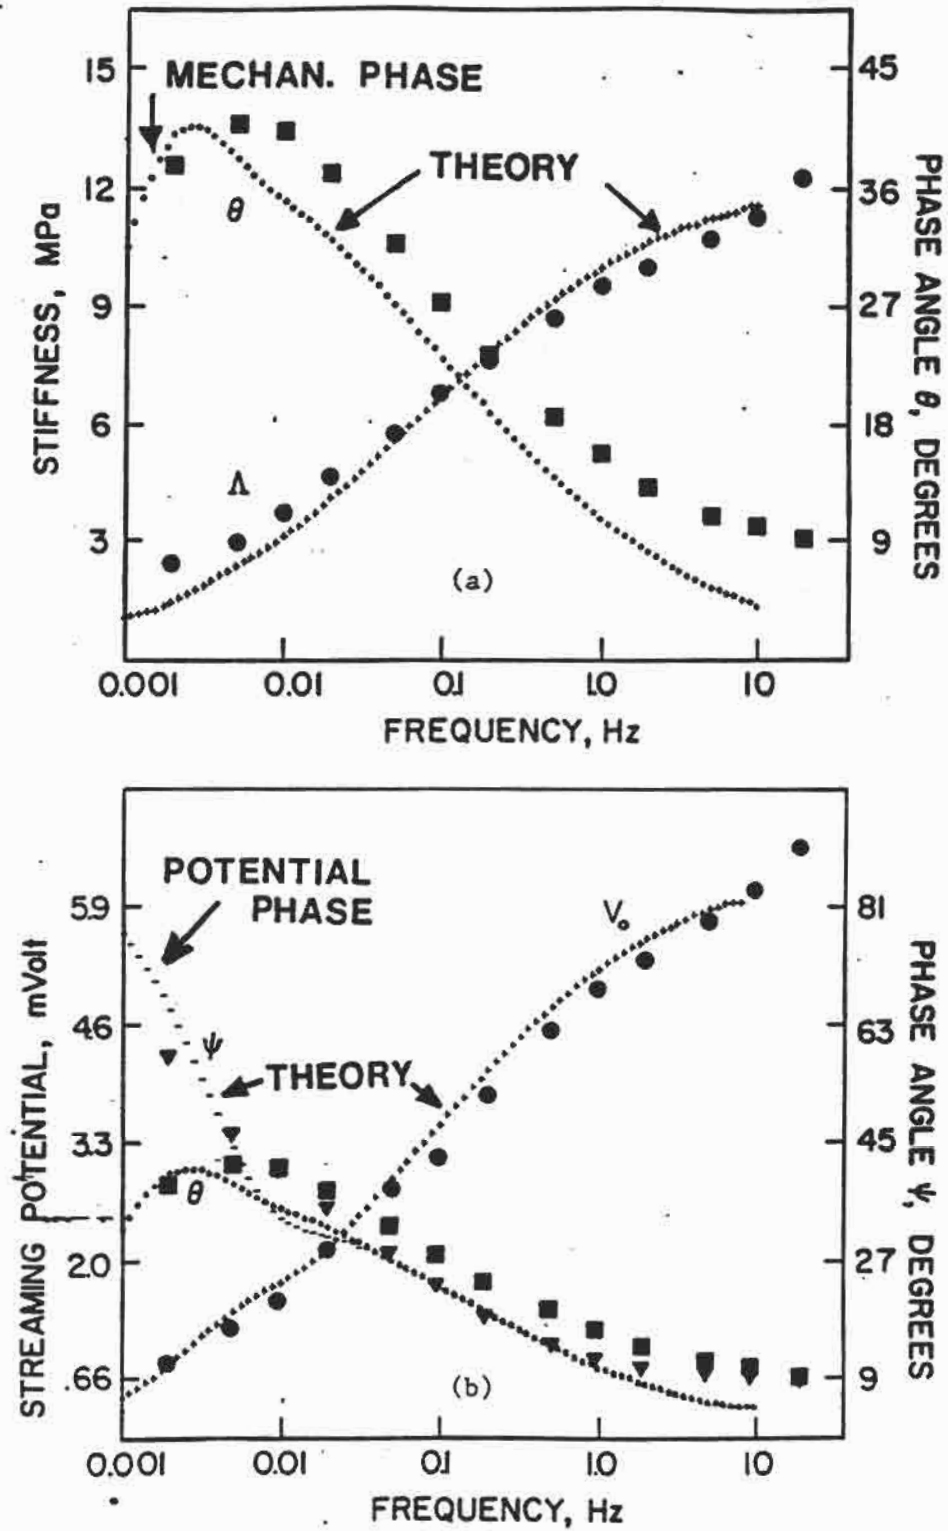 15
MECHAN. PHASE
45
THEORY
12
36
θ
STIFFNESS, MPa
PHASE ANGLE θ, DEGREES
9
27
6
18
Λ
3
9
(a)
0.001
0.01
0.1
1.0
10
FREQUENCY, Hz
POTENTIAL
PHASE
5.9
V₀
81
STREAMING POTENTIAL, mVolt
PHASE ANGLE ψ, DEGREES
4.6
63
ψ
THEORY
3.3
45
θ
2.0
27
.66
9
(b)
0.001
0.01
0.1
1.0
10
FREQUENCY, Hz